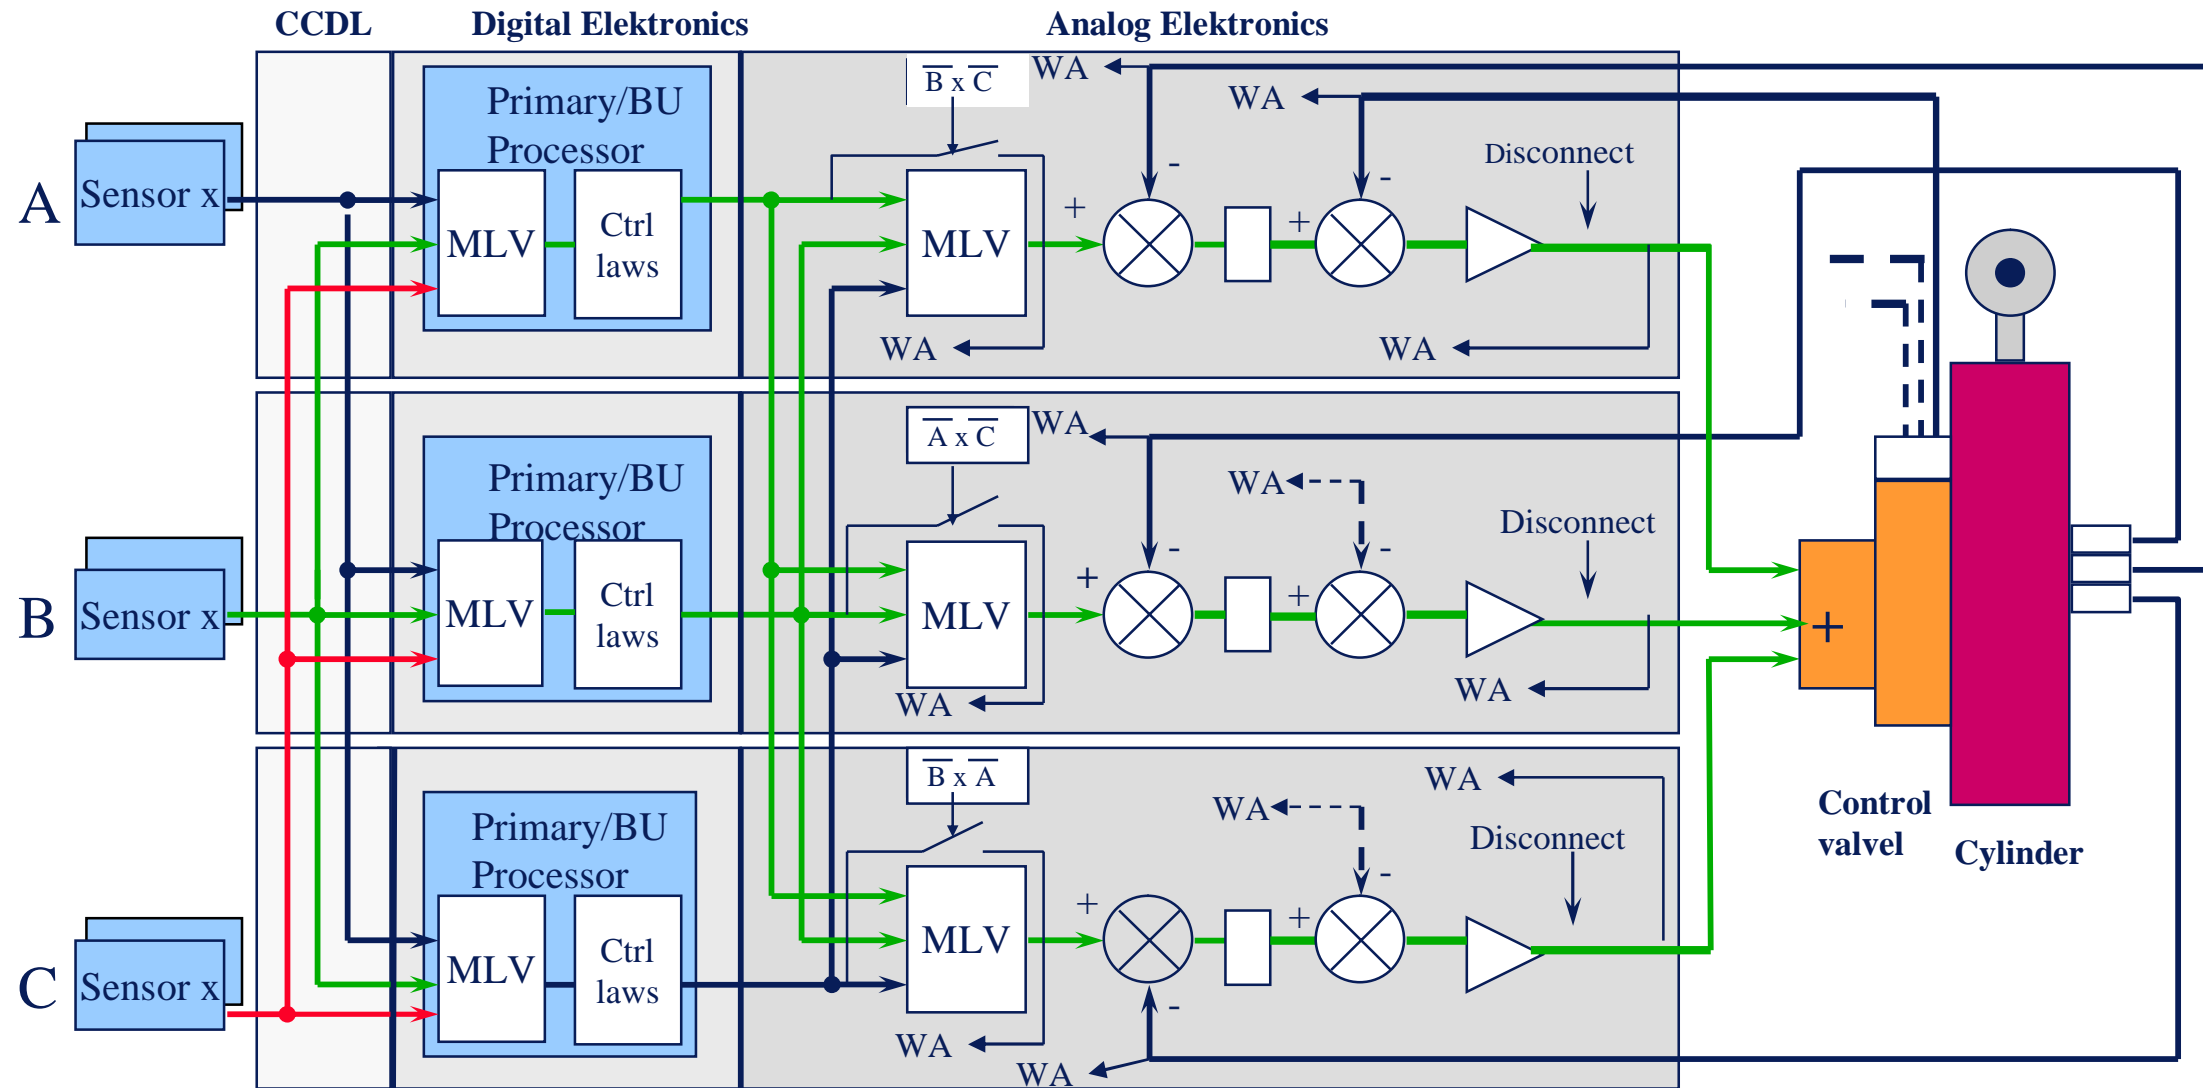 CCDL Digital Elektronics Analog Elektronics
A
Sensor x
Primary/BU
Processor
MLV
Ctrl
laws
B x C
WA
WA
Disconnect
+
-
+
-
MLV
WA
WA
B
Sensor x
Primary/BU
Processor
MLV
Ctrl
laws
A x C
WA
WA
Disconnect
+
-
+
-
MLV
WA
WA
+
C
Sensor x
Primary/BU
Processor
MLV
Ctrl
laws
B x A
WA
WA
Disconnect
+
-
+
-
MLV
WA
WA
Control
valvel
Cylinder